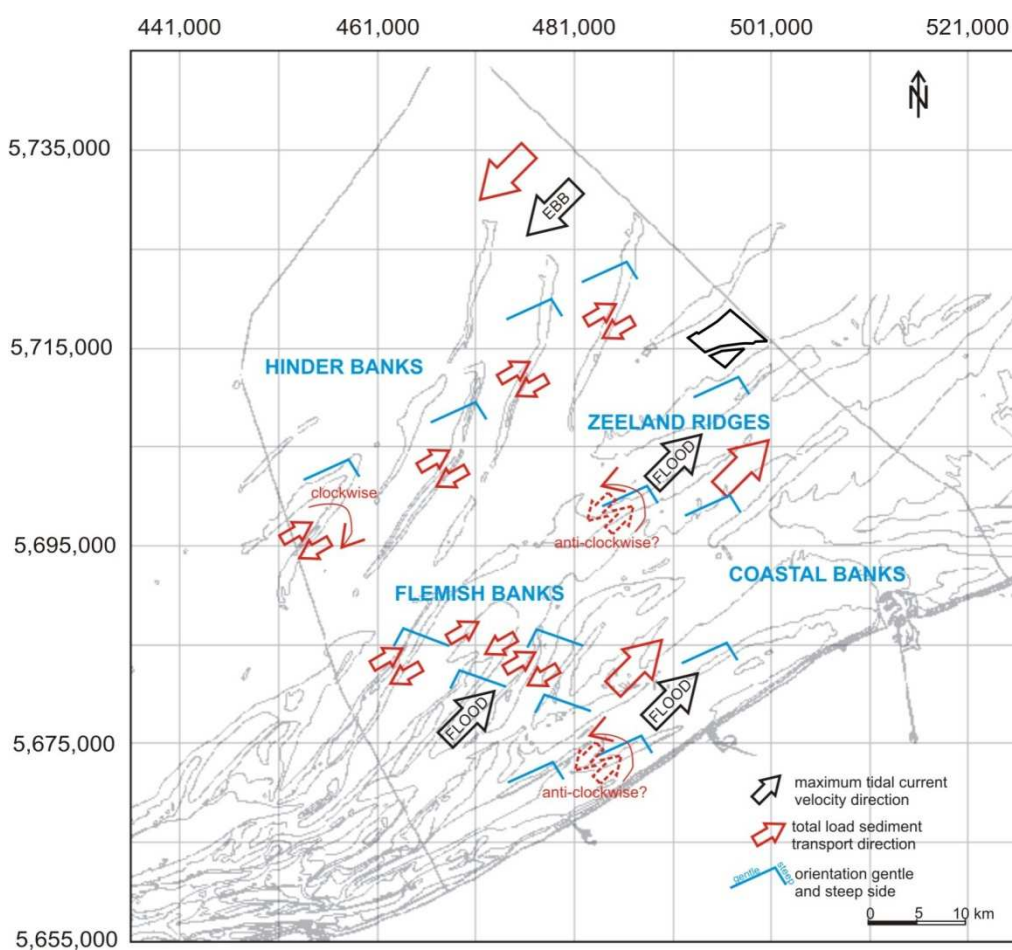 441,000 461,000 481,000 501,000 521,000
N
5,735,000
EBB
5,715,000
HINDER BANKS
ZEELAND RIDGES
FLOOD
clockwise
anti-clockwise?
5,695,000
COASTAL BANKS
FLEMISH BANKS
FLOOD
FLOOD
5,675,000
anti-clockwise?
maximum tidal current
velocity direction
total load sediment
transport direction
gentle steep
orientation gentle
and steep side
0 5 10 km
5,655,000